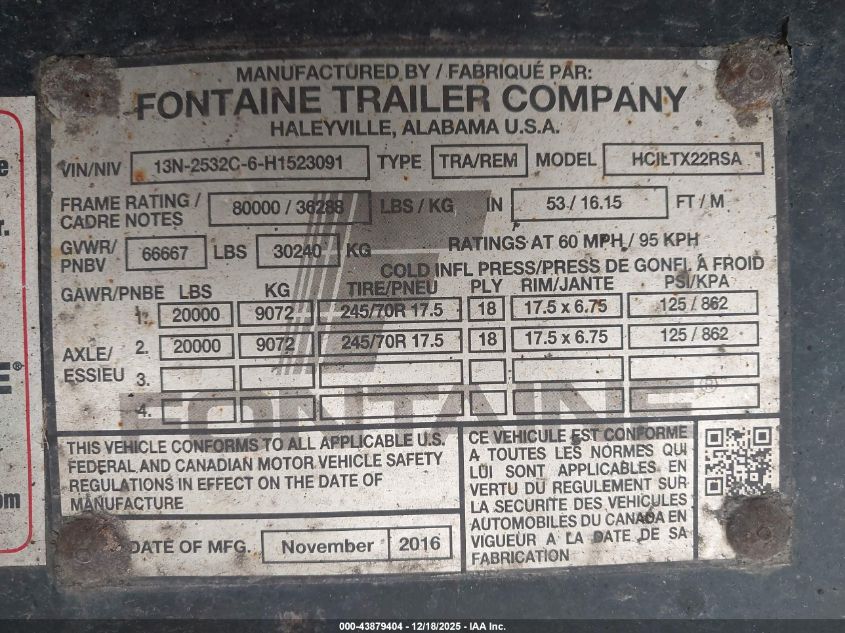 MANUFACTURED BY / FABRIQUÉ PAR:
FONTAINE TRAILER COMPANY
HALEYVILLE, ALABAMA U.S.A.
VIN/NIV 13N-2532C-6-H1523091 TYPE TRA/REM MODEL HCILTX22RSA
FRAME RATING / CADRE NOTES 80000 / 36288 LBS / KG IN 53 / 16.15 FT / M
GVWR/ PNBV 66667 LBS 30240 KG RATINGS AT 60 MPH / 95 KPH
COLD INFL PRESS/PRESS DE GONFL À FROID
GAWR/PNBE LBS KG TIRE/PNEU PLY RIM/JANTE PSI/KPA
1. 20000 9072 245/70R 17.5 18 17.5 x 6.75 125 / 862
AXLE/ ESSIEU
2. 20000 9072 245/70R 17.5 18 17.5 x 6.75 125 / 862
3.
4.
FONTAINE®
THIS VEHICLE CONFORMS TO ALL APPLICABLE U.S.
FEDERAL AND CANADIAN MOTOR VEHICLE SAFETY
REGULATIONS IN EFFECT ON THE DATE OF
MANUFACTURE
CE VEHICULE EST CONFORME
A TOUTES LES NORMES QUI
LUI SONT APPLICABLES EN
VERTU DU REGULEMENT SUR
LA SECURITE DES VEHICULES
AUTOMOBILES DU CANADA EN
VIGUEUR A LA DATE DE SA
FABRICATION
DATE OF MFG. November 2016
000-43879404 - 12/18/2025 - IAA Inc.